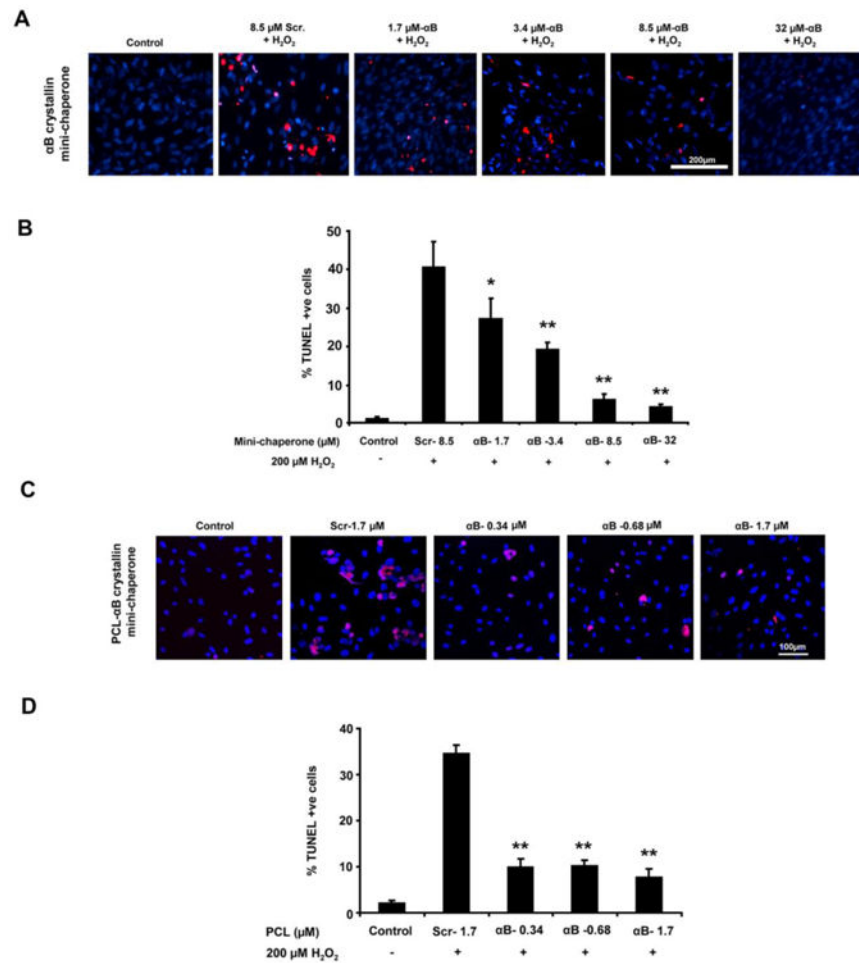 A
Control
8.5 µM Scr.
+ H₂O₂
1.7 µM-αB
+ H₂O₂
3.4 µM-αB
+ H₂O₂
8.5 µM-αB
+ H₂O₂
32 µM-αB
+ H₂O₂
αB crystallin
mini-chaperone
200µm
B
% TUNEL +ve cells
50
40
30
20
10
0
*
**
**
**
Mini-chaperone (µM) Control Scr- 8.5 αB- 1.7 αB -3.4 αB- 8.5 αB- 32
200 µM H₂O₂ - + + + + +
C
Control Scr-1.7 µM αB- 0.34 µM αB -0.68 µM αB- 1.7 µM
PCL-αB crystallin
mini-chaperone
100µm
D
% TUNEL +ve cells
40
30
20
10
0
** ** **
PCL (µM) Control Scr- 1.7 αB- 0.34 αB -0.68 αB- 1.7
200 µM H₂O₂ - + + + +